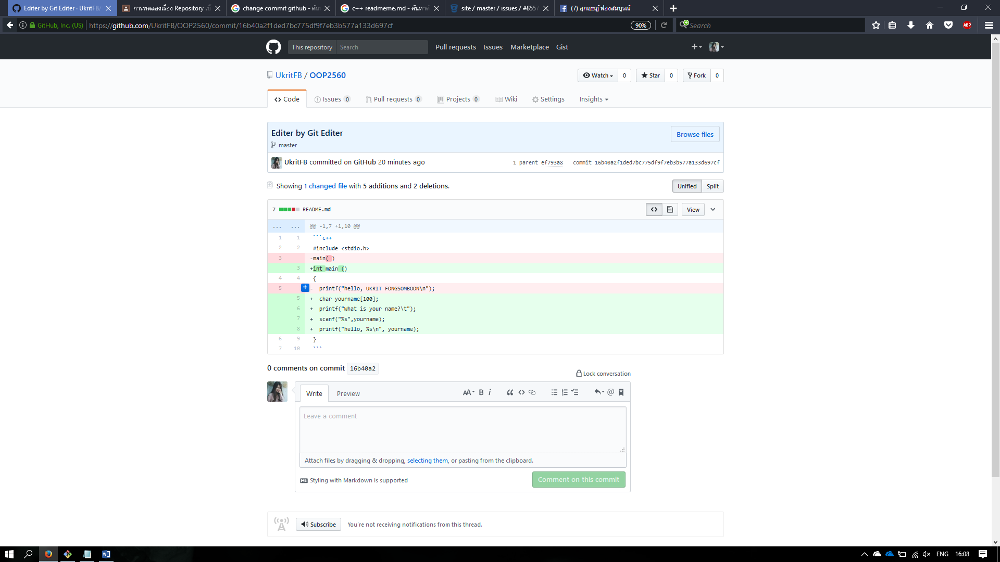 Editer by Git Editer · UkritFB/
การทดลองเรื่อง Repository เบื้
change commit github - ค้นห
c++ readmeme.md - ค้นหาด้
site / master / issues / #8557
(7) อุกฤษฏ์ ฟองสมบูรณ์
GitHub, Inc. (US) https://github.com/UkritFB/OOP2560/commit/16b40a2f1ded7bc775df9f7eb3b577a133d697cf 90% Search
ABP
This repository Search Pull requests Issues Marketplace Gist
UkritFB / OOP2560 Watch 0 Star 0 Fork 0
Code Issues 0 Pull requests 0 Projects 0 Wiki Settings Insights
Editer by Git Editer Browse files
master
UkritFB committed on GitHub 20 minutes ago 1 parent ef793a8 commit 16b40a2f1ded7bc775df9f7eb3b577a133d697cf
Showing 1 changed file with 5 additions and 2 deletions. Unified Split
7 README.md <> View
... ... @@ -1,7 +1,10 @@
1 1 ```c++
2 2 #include <stdio.h>
3 -main( )
3 +int main ()
4 4 {
5 - printf("hello, UKRIT FONGSOMBOON\n");
5 + char yourname[100];
6 + printf("What is your name?\t");
7 + scanf("%s",yourname);
8 + printf("hello, %s\n", yourname);
6 9 }
7 10 ```
0 comments on commit 16b40a2
Lock conversation
Write Preview AA B i
Leave a comment
Attach files by dragging & dropping, selecting them, or pasting from the clipboard.
Styling with Markdown is supported Comment on this commit
Subscribe You're not receiving notifications from this thread.
ENG 16:08